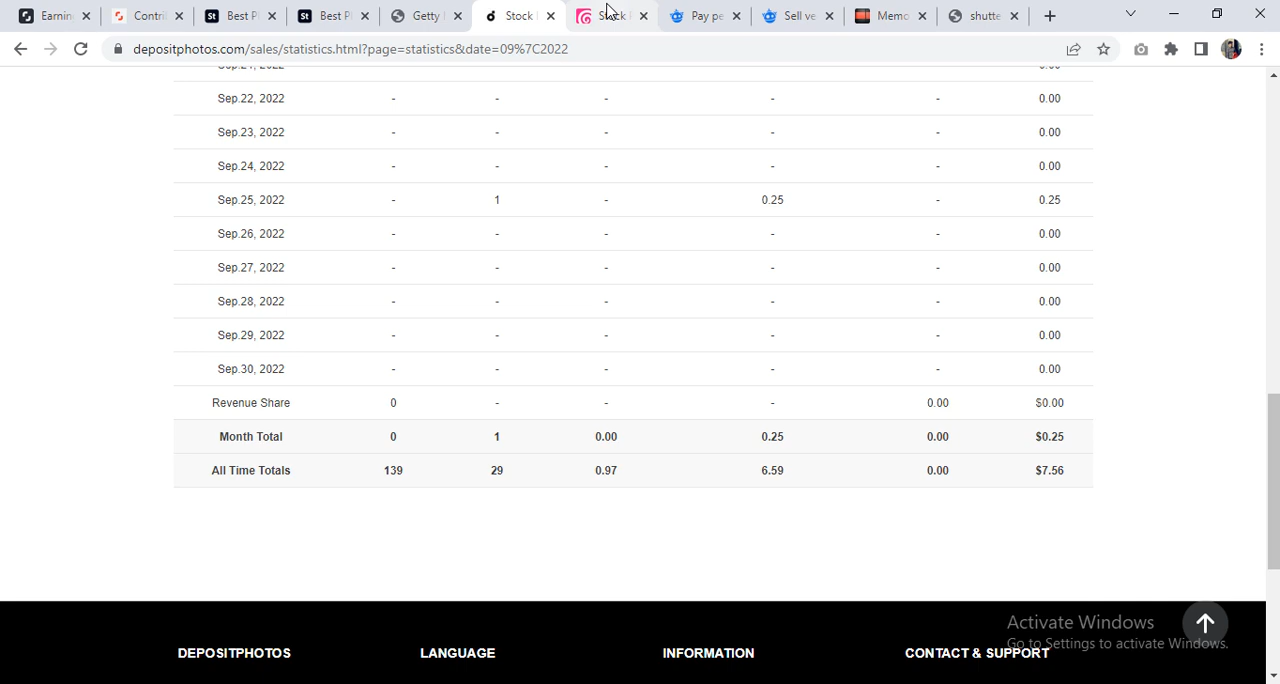 Earnin Contri Best P Best P Getty Stock Stock Pay pe Sell ve Memo shutte
depositphotos.com/sales/statistics.html?page=statistics&date=09%7C2022
Sep.21, 2022 - - - - - 0.00
Sep.22, 2022 - - - - - 0.00
Sep.23, 2022 - - - - - 0.00
Sep.24, 2022 - - - - - 0.00
Sep.25, 2022 - 1 - 0.25 - 0.25
Sep.26, 2022 - - - - - 0.00
Sep.27, 2022 - - - - - 0.00
Sep.28, 2022 - - - - - 0.00
Sep.29, 2022 - - - - - 0.00
Sep.30, 2022 - - - - - 0.00
Revenue Share 0 - - - 0.00 $0.00
Month Total 0 1 0.00 0.25 0.00 $0.25
All Time Totals 139 29 0.97 6.59 0.00 $7.56
Activate Windows
Go to Settings to activate Windows.
DEPOSITPHOTOS LANGUAGE INFORMATION CONTACT & SUPPORT